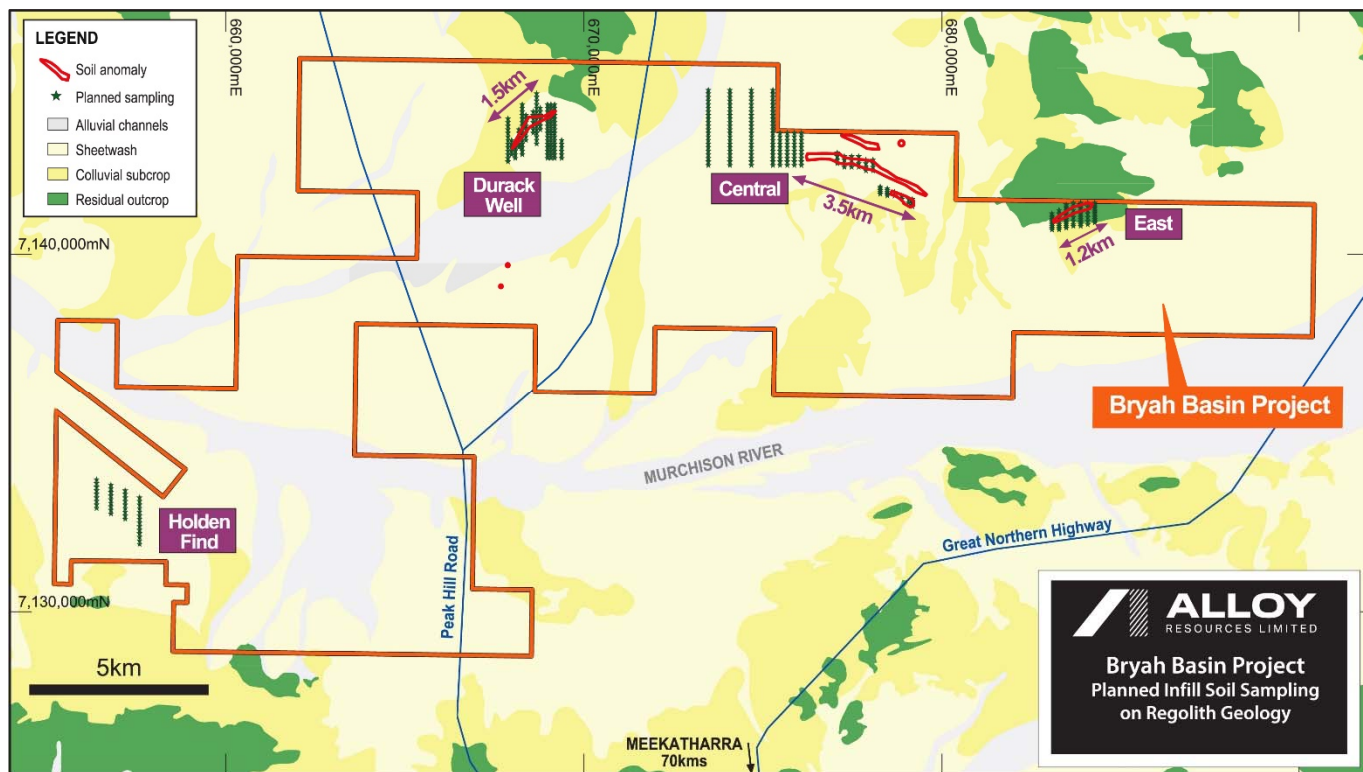 LEGEND
Soil anomaly
Planned sampling
Alluvial channels
Sheetwash
Colluvial subcrop
Residual outcrop
660,000mE
670,000mE
680,000mE
1.5km
Durack
Well
Central
3.5km
East
1.2km
7,140,000mN
Bryah Basin Project
MURCHISON RIVER
Holden
Find
Peak Hill Road
Great Northern Highway
7,130,000mN
5km
MEEKATHARRA
70kms
ALLOY
RESOURCES LIMITED
Bryah Basin Project
Planned Infill Soil Sampling
on Regolith Geology